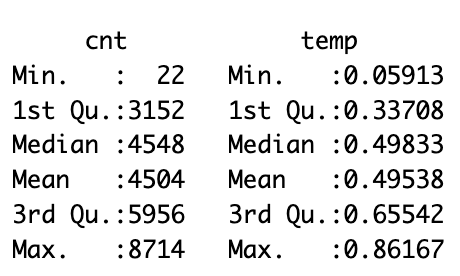 cnt temp
Min. : 22 Min. :0.05913
1st Qu.:3152 1st Qu.:0.33708
Median :4548 Median :0.49833
Mean :4504 Mean :0.49538
3rd Qu.:5956 3rd Qu.:0.65542
Max. :8714 Max. :0.86167